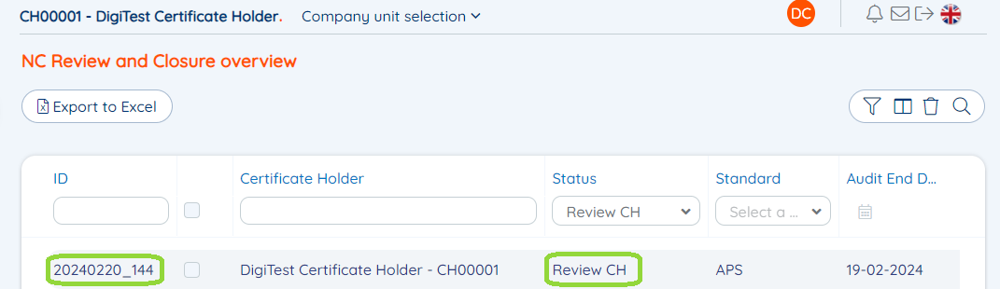 CH00001 - DigiTest Certificate Holder. Company unit selection DC
NC Review and Closure overview
Export to Excel
ID Certificate Holder Status Standard Audit End D...
Review CH Select a ...
20240220_144 DigiTest Certificate Holder - CH00001 Review CH APS 19-02-2024